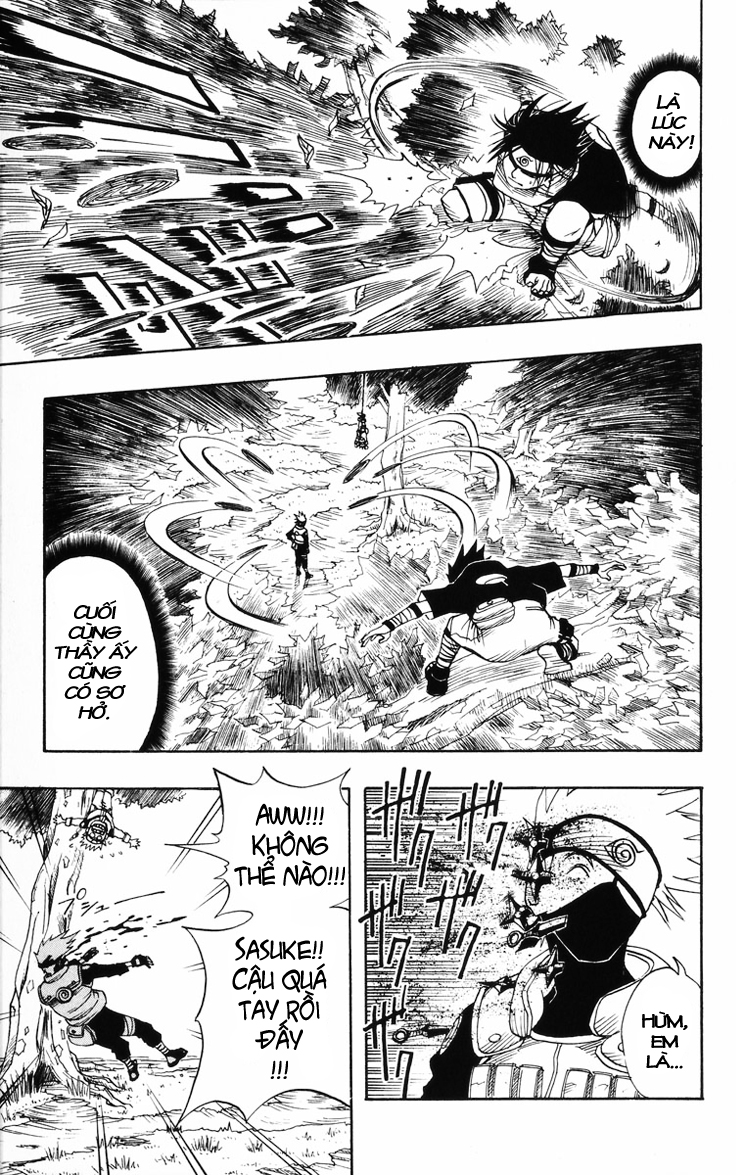 LÀ
LÚC
NÀY!
CUỐI
CÙNG
THẦY ẤY
CŨNG
CÓ SƠ
HỞ.
HỪM,
EM
LÀ...
AWW!!!
KHÔNG
THỂ NÀO!!!
SASUKE!!
CẬU QUÁ
TAY RỒI
ĐẤY
!!!